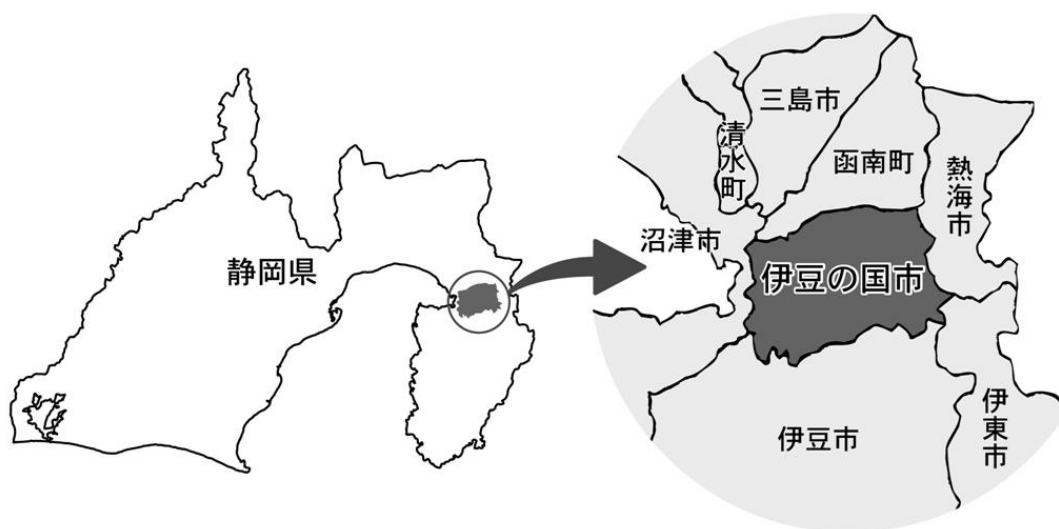 静岡県
三島市
清水町
函南町
熱海市
沼津市
伊豆の国市
伊豆市
伊東市